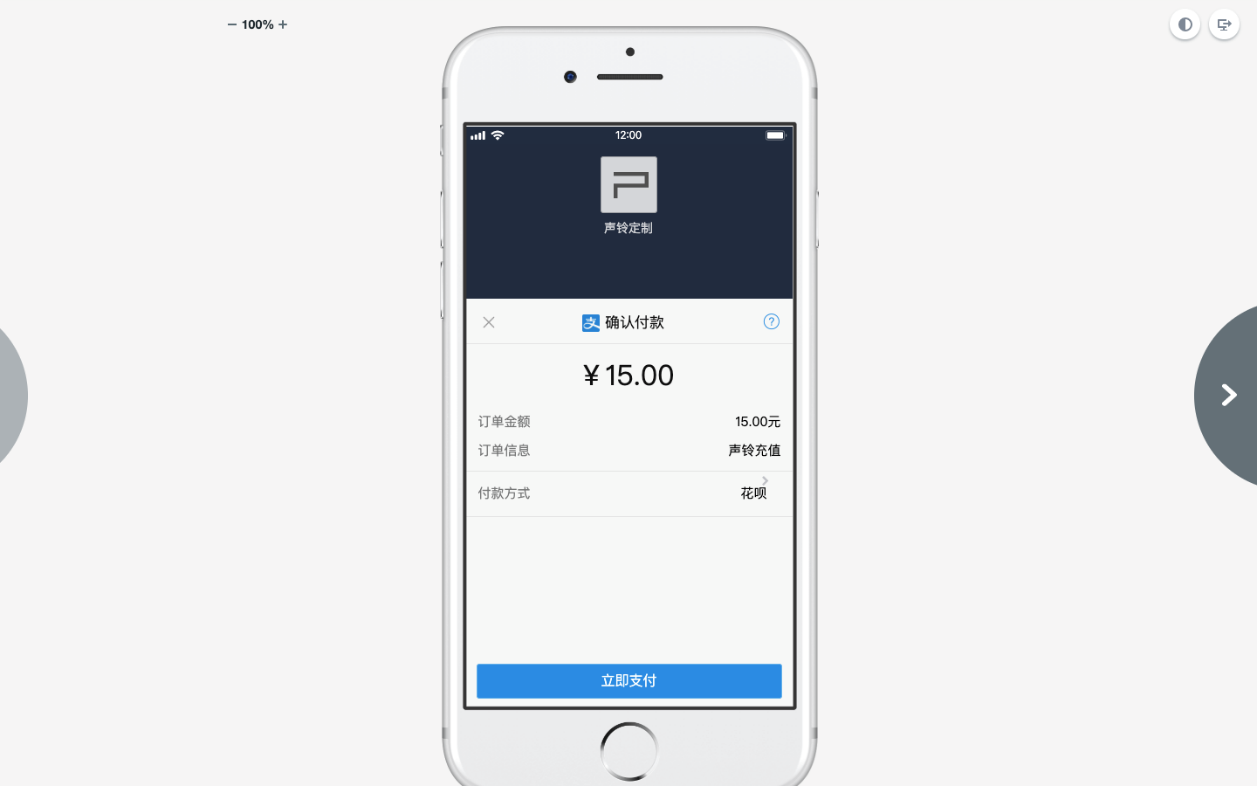 − 100% +
12:00
声铃定制
确认付款
?
¥ 15.00
订单金额 15.00元
订单信息 声铃充值
付款方式 花呗
立即支付